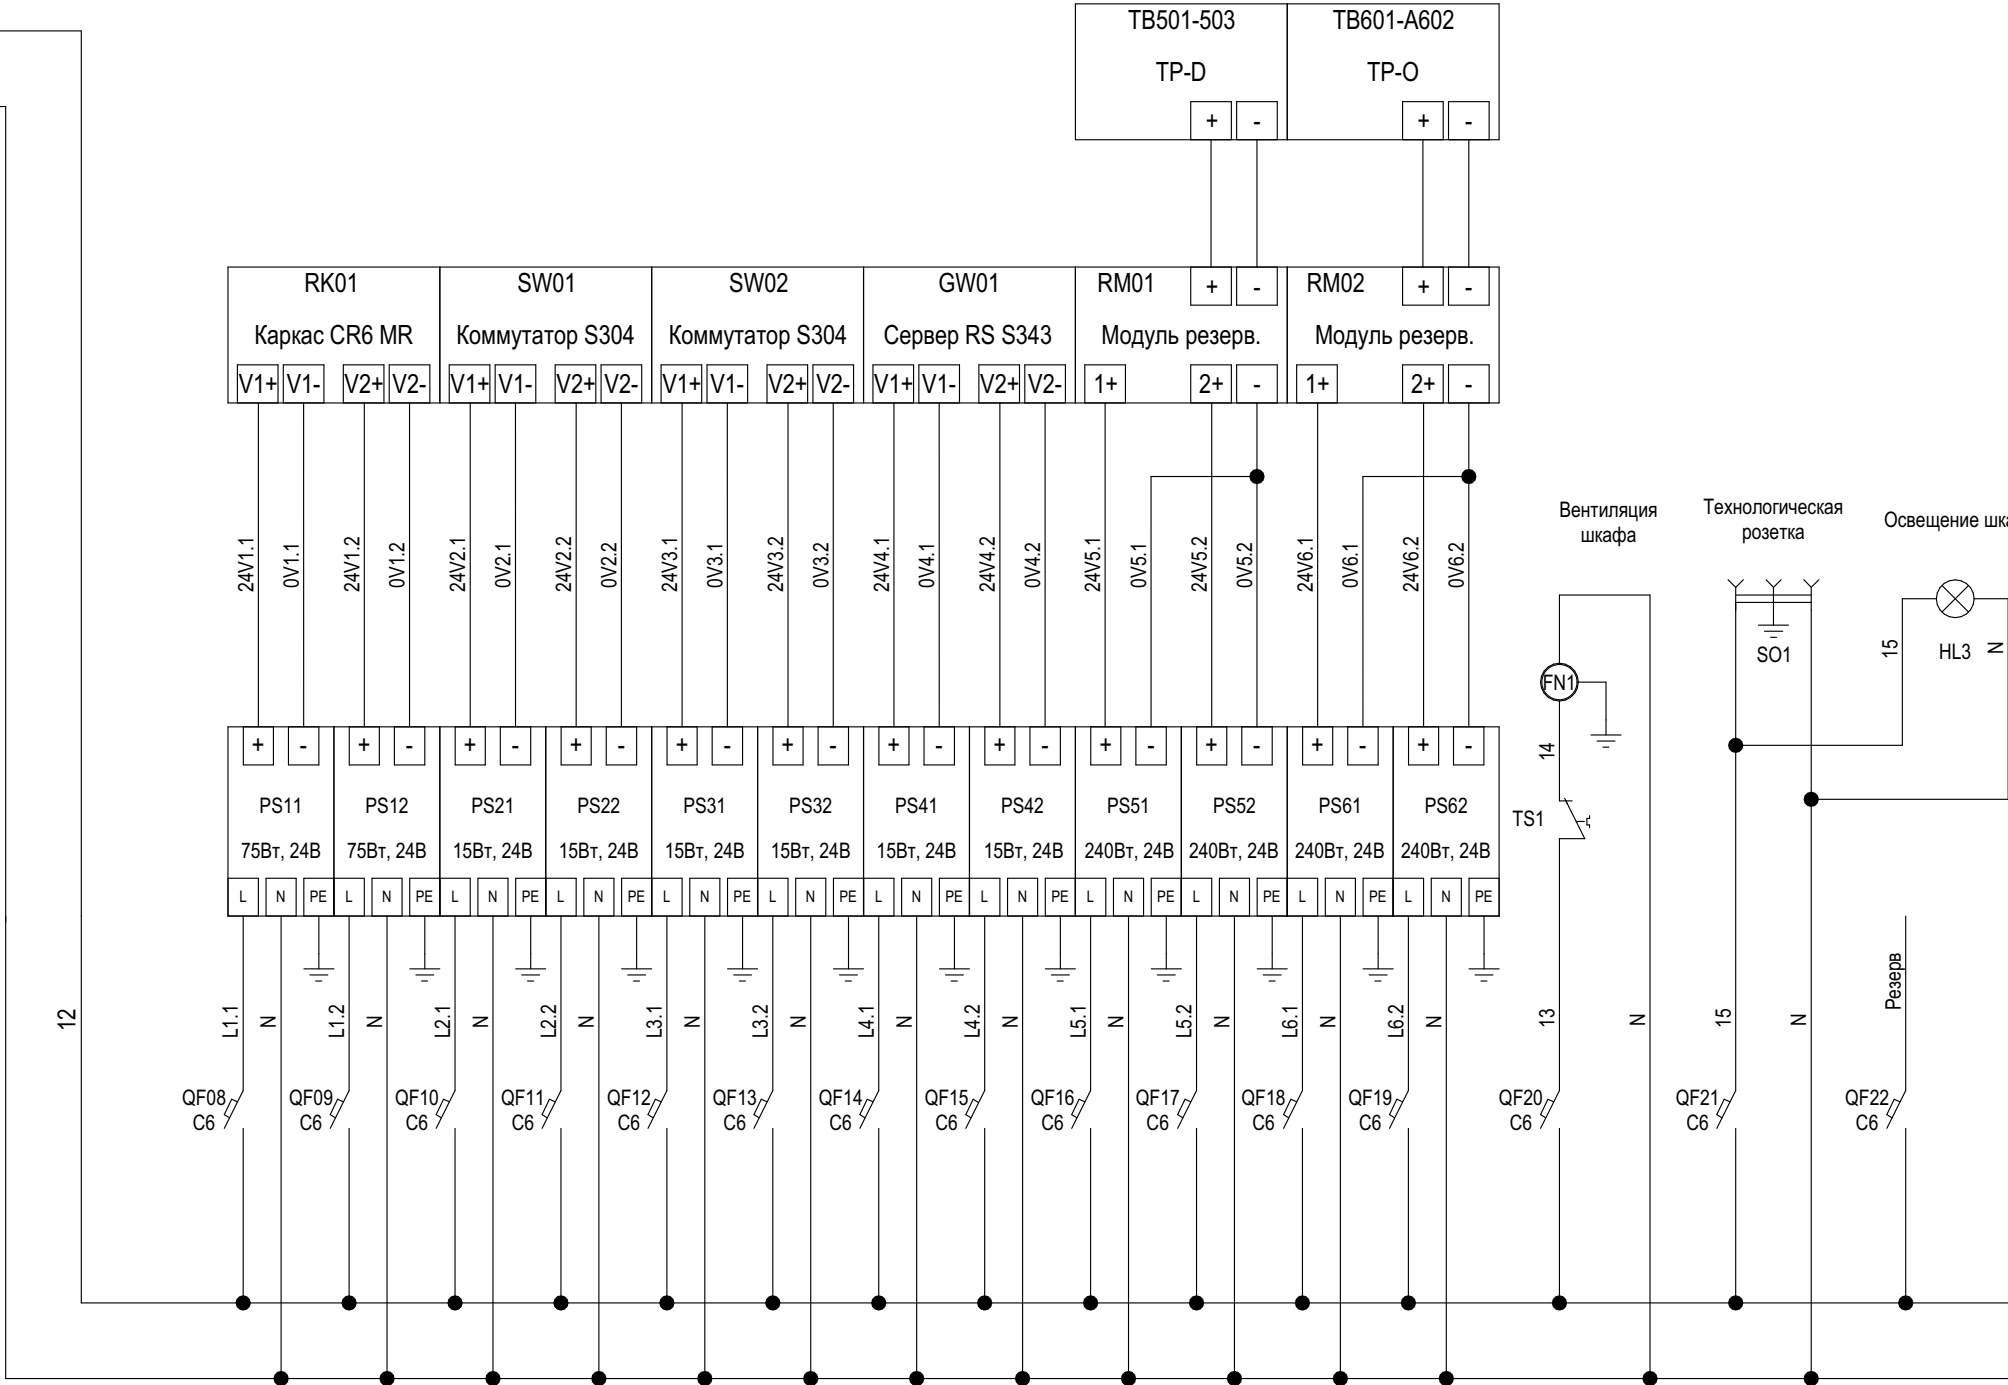 TB501-503 TB601-A602
TP-D TP-O
+ - + -
RK01 SW01 SW02 GW01 RM01 + - RM02 + -
Каркас CR6 MR Коммутатор S304 Коммутатор S304 Сервер RS S343 Модуль резерв. Модуль резерв.
V1+ V1- V2+ V2- V1+ V1- V2+ V2- V1+ V1- V2+ V2- V1+ V1- V2+ V2- 1+ 2+ - 1+ 2+ -
24V1.1 0V1.1 24V1.2 0V1.2 24V2.1 0V2.1 24V2.2 0V2.2 24V3.1 0V3.1 24V3.2 0V3.2 24V4.1 0V4.1 24V4.2 0V4.2 24V5.1 0V5.1 24V5.2 0V5.2 24V6.1 0V6.1 24V6.2 0V6.2
Вентиляция
шкафа
Технологическая
розетка
Освещение шка
15 HL3 N
SO1
FN1
14
TS1
+ - + - + - + - + - + - + - + - + - + - + - + -
PS11 PS12 PS21 PS22 PS31 PS32 PS41 PS42 PS51 PS52 PS61 PS62
75Вт, 24В 75Вт, 24В 15Вт, 24В 15Вт, 24В 15Вт, 24В 15Вт, 24В 15Вт, 24В 15Вт, 24В 240Вт, 24В 240Вт, 24В 240Вт, 24В 240Вт, 24В
L N PE L N PE L N PE L N PE L N PE L N PE L N PE L N PE L N PE L N PE L N PE L N PE
12 L1.1 N L1.2 N L2.1 N L2.2 N L3.1 N L3.2 N L4.1 N L4.2 N L5.1 N L5.2 N L6.1 N L6.2 N 13 N 15 N Резерв
QF08 QF09 QF10 QF11 QF12 QF13 QF14 QF15 QF16 QF17 QF18 QF19 QF20 QF21 QF22
C6 C6 C6 C6 C6 C6 C6 C6 C6 C6 C6 C6 C6 C6 C6